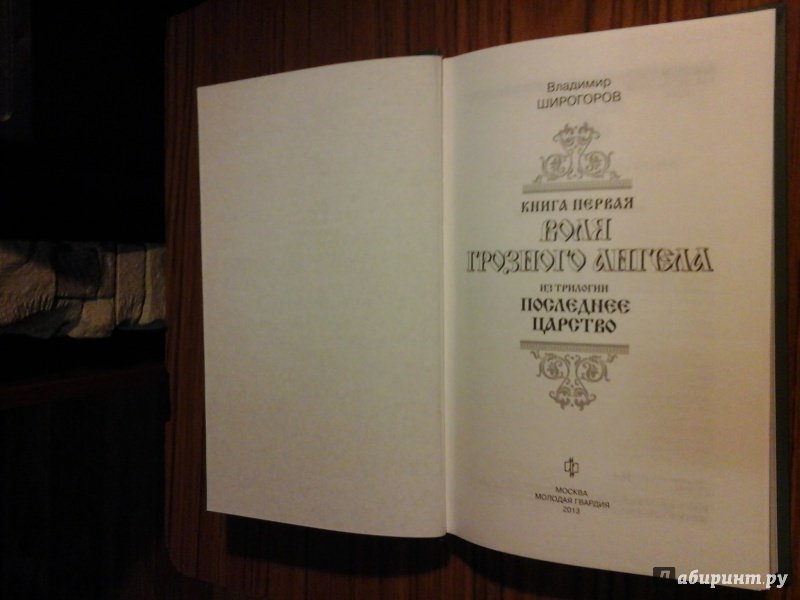 Владимир
ШИРОГОРОВ
КНИГА ПЕРВАЯ
ВОЛЯ
ГРОЗНОГО АНГЕЛА
ИЗ ТРИЛОГИИ
ПОСЛЕДНЕЕ
ЦАРСТВО
МОСКВА
МОЛОДАЯ ГВАРДИЯ
2013
Лабиринт.ру